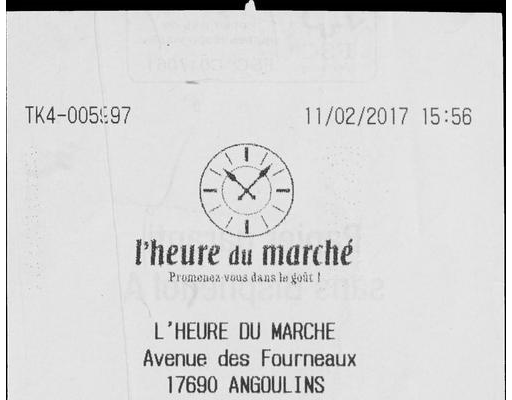 TK4-005997 11/02/2017 15:56
l'heure du marché
Promenez-vous dans le goût !
L'HEURE DU MARCHE
Avenue des Fourneaux
17690 ANGOULINS